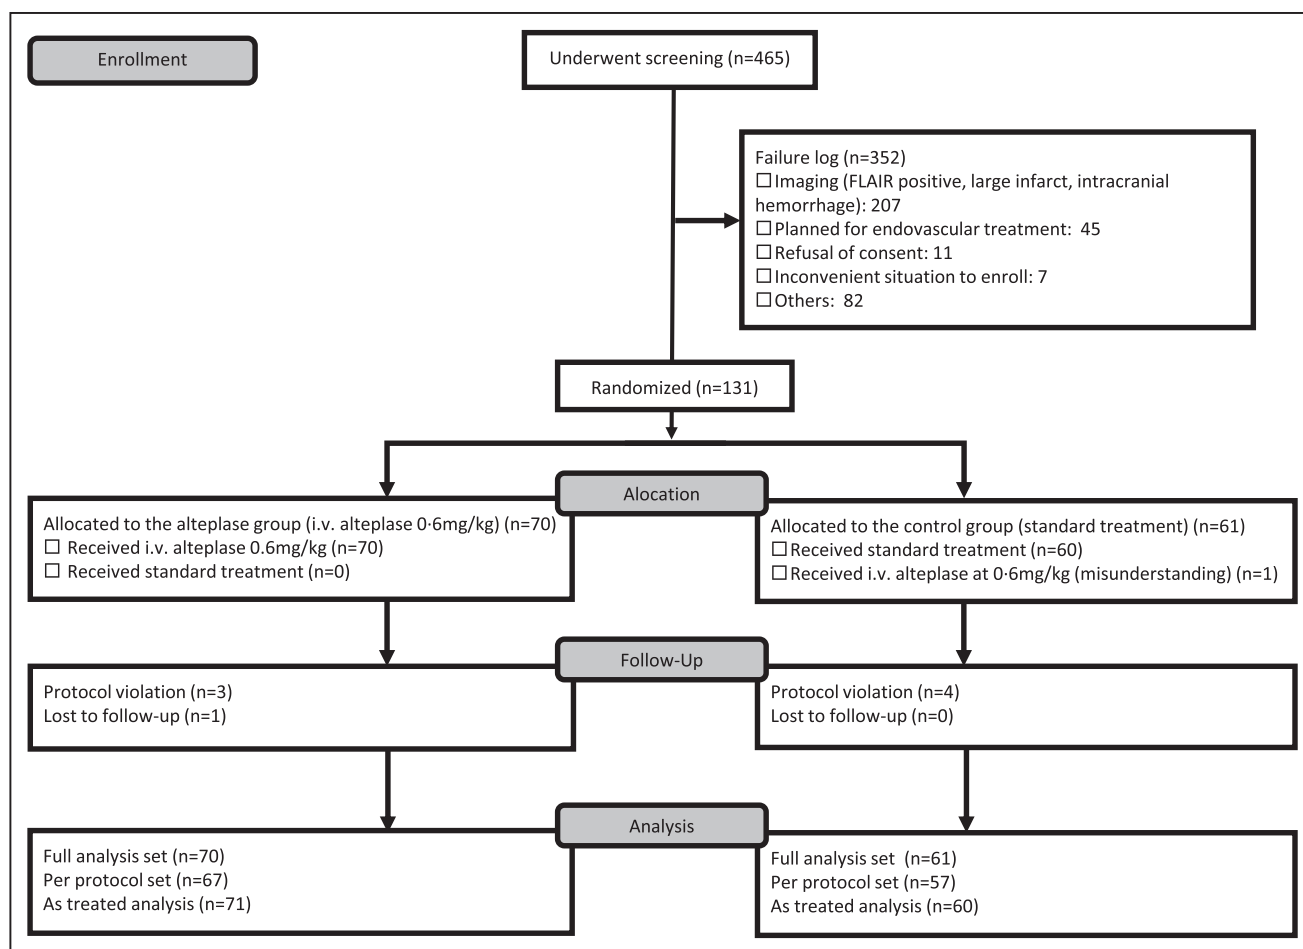 Enrollment
Underwent screening (n=465)
Failure log (n=352)
☐ Imaging (FLAIR positive, large infarct, intracranial
hemorrhage): 207
☐ Planned for endovascular treatment:  45
☐ Refusal of consent: 11
☐ Inconvenient situation to enroll: 7
☐ Others:  82
Randomized (n=131)
Alocation
Allocated to the alteplase group (i.v. alteplase 0·6mg/kg) (n=70)
☐ Received i.v. alteplase 0.6mg/kg (n=70)
☐ Received standard treatment (n=0)
Allocated to the control group (standard treatment) (n=61)
☐ Received standard treatment (n=60)
☐ Received i.v. alteplase at 0·6mg/kg (misunderstanding) (n=1)
Follow-Up
Protocol violation (n=3)
Lost to follow-up (n=1)
Protocol violation (n=4)
Lost to follow-up (n=0)
Analysis
Full analysis set (n=70)
Per protocol set (n=67)
As treated analysis (n=71)
Full analysis set  (n=61)
Per protocol set (n=57)
As treated analysis (n=60)